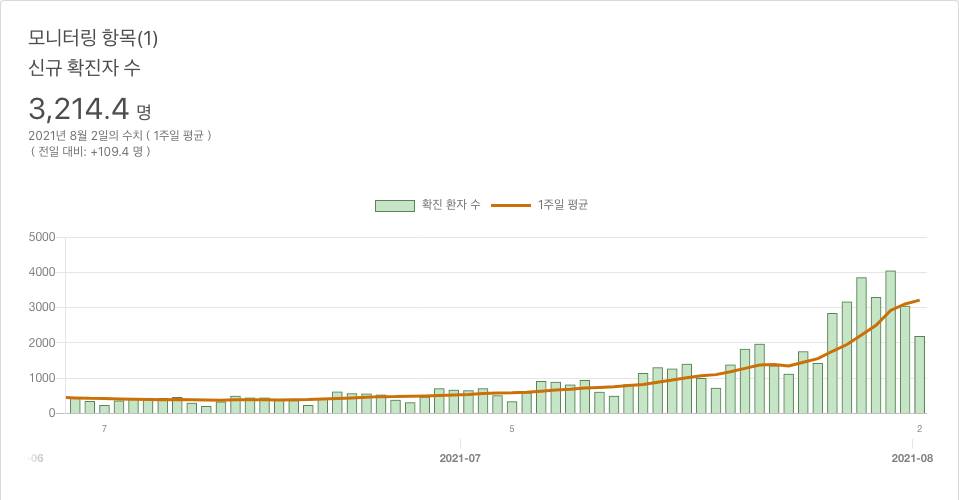 모니터링 항목(1)
신규 확진자 수
3,214.4 명
2021년 8월 2일의 수치 ( 1주일 평균 )
( 전일 대비: +109.4 명 )
확진 환자 수 1주일 평균
5000
4000
3000
2000
1000
0
7 5 2
-06 2021-07 2021-08